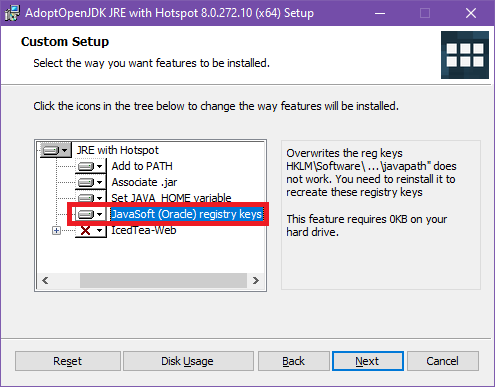 AdoptOpenJDK JRE with Hotspot 8.0.272.10 (x64) Setup
Custom Setup
Select the way you want features to be installed.
Click the icons in the tree below to change the way features will be installed.
JRE with Hotspot
Add to PATH
Associate .jar
Set JAVA_HOME variable
JavaSoft (Oracle) registry keys
IcedTea-Web
Overwrites the reg keys
HKLM\Software\ ...\javapath" does
not work. You need to reinstall it to
recreate these registry keys
This feature requires 0KB on your
hard drive.
Reset
Disk Usage
Back
Next
Cancel